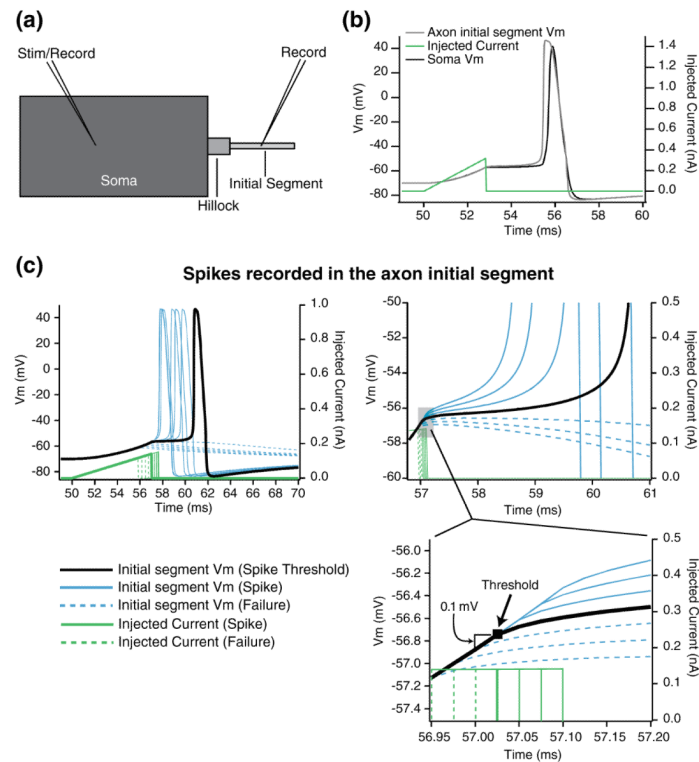 (a)
Stim/Record
Record
Soma
Initial Segment
Hillock
(b)
Axon initial segment Vm
Injected Current
Soma Vm
Vm (mV)
40
20
0
-20
-40
-60
-80
1.4
1.2
1.0
0.8
0.6
0.4
0.2
0.0
Injected Current (nA)
50 52 54 56 58 60
Time (ms)
(c)
Spikes recorded in the axon initial segment
Vm (mV)
40
20
0
-20
-40
-60
-80
1.0
0.8
0.6
0.4
0.2
0.0
Injected Current (nA)
50 52 54 56 58 60 62 64 66 68 70
Time (ms)
Vm (mV)
-50
-52
-54
-56
-58
-60
0.5
0.4
0.3
0.2
0.1
0.0
Injected Current (nA)
57 58 59 60 61
Time (ms)
Initial segment Vm (Spike Threshold)
Initial segment Vm (Spike)
Initial segment Vm (Failure)
Injected Current (Spike)
Injected Current (Failure)
Vm (mV)
-56.0
-56.2
-56.4
-56.6
-56.8
-57.0
-57.2
-57.4
Threshold
0.1 mV
0.5
0.4
0.3
0.2
0.1
0.0
Injected Current (nA)
56.95 57.00 57.05 57.10 57.15 57.20
Time (ms)